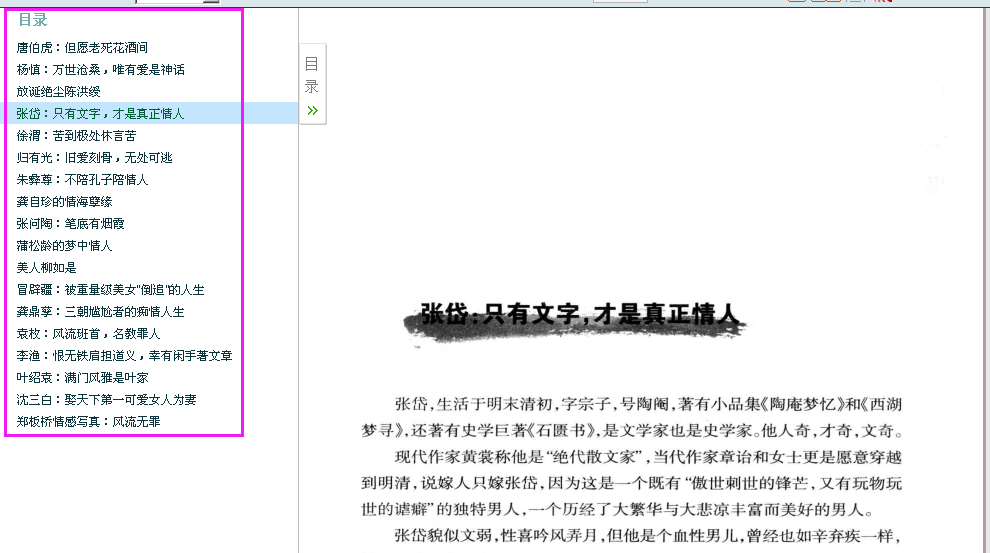 目录
唐伯虎：但愿老死花酒间
杨慎：万世沧桑，唯有爱是神话
放诞绝尘陈洪绶
张岱：只有文字，才是真正情人
徐渭：苦到极处休言苦
归有光：旧爱刻骨，无处可逃
朱彝尊：不陪孔子陪情人
龚自珍的情海孽缘
张问陶：笔底有烟霞
蒲松龄的梦中情人
美人柳如是
冒辟疆：被重量级美女"倒追"的人生
龚鼎孳：三朝尴尬者的痴情人生
袁枚：风流班首，名教罪人
李渔：恨无铁肩担道义，幸有闲手著文章
叶绍袁：满门风雅是叶家
沈三白：娶天下第一可爱女人为妻
郑板桥情感写真：风流无罪
目
录
»
张岱：只有文字，才是真正情人
张岱，生活于明末清初，字宗子，号陶阉，著有小品集《陶庵梦忆》和《西湖
梦寻》，还著有史学巨著《石匮书》，是文学家也是史学家。他人奇，才奇，文奇。
现代作家黄裳称他是“绝代散文家”，当代作家章诒和女士更是愿意穿越
到明清，说嫁人只嫁张岱，因为这是一个既有“傲世刺世的锋芒，又有玩物玩
世的谑癖”的独特男人，一个历经了大繁华与大悲凉丰富而美好的男人。
张岱貌似文弱，性喜吟风弄月，但他是个血性男儿，曾经也如辛弃疾一样，